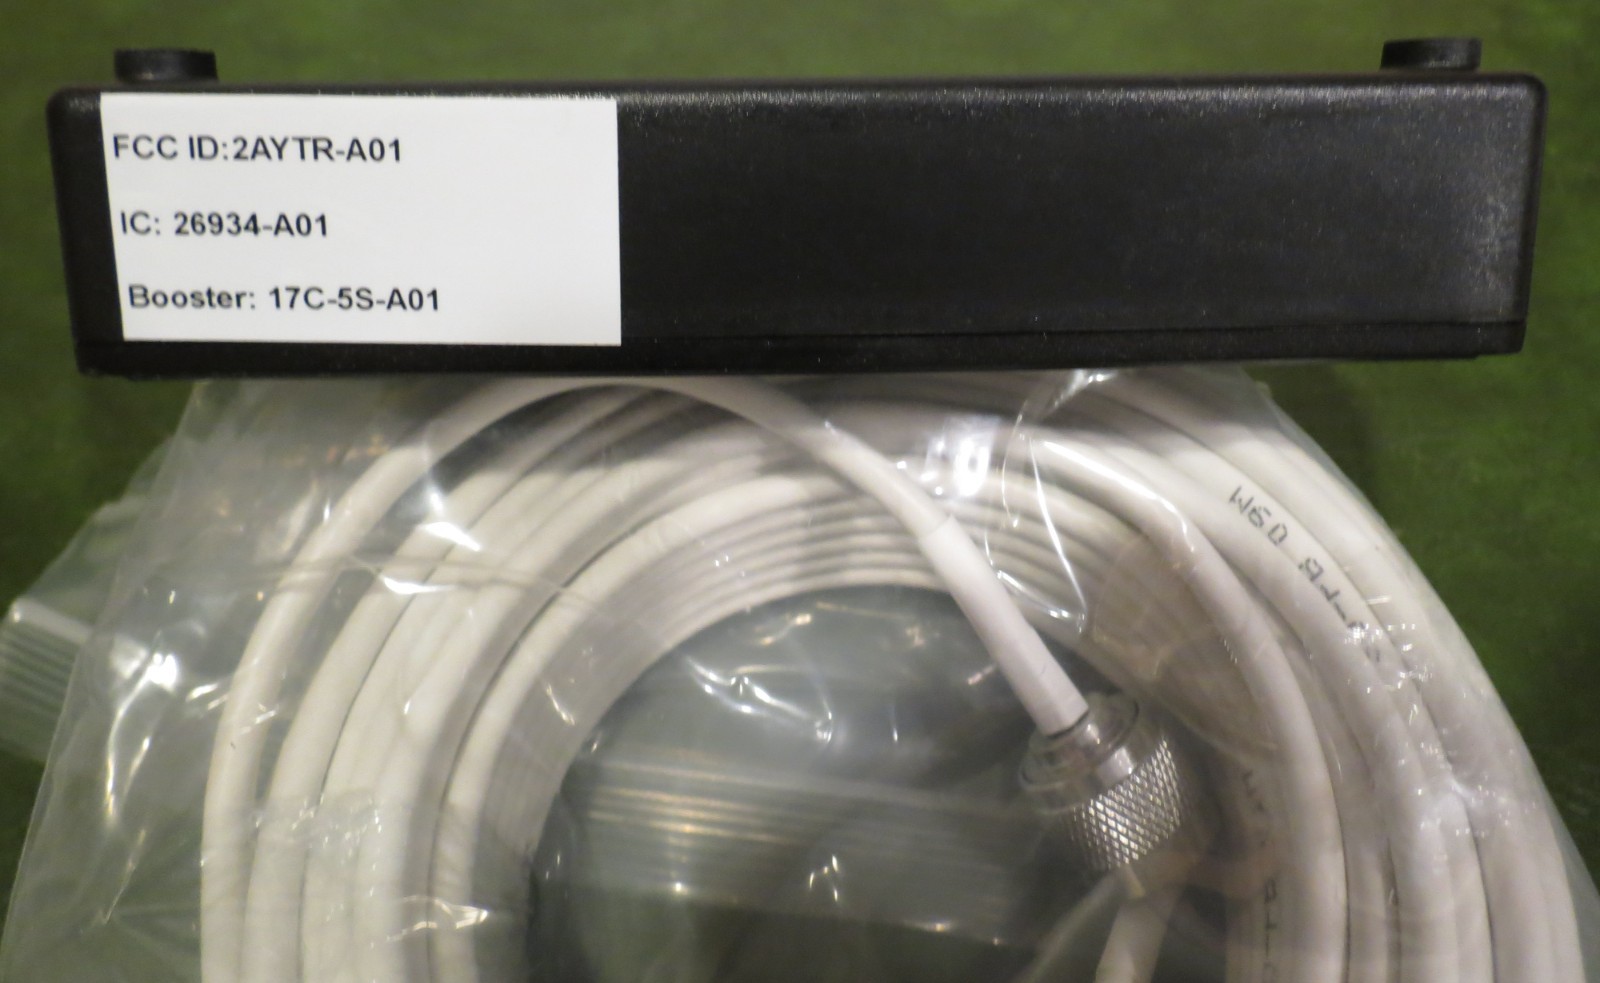 FCC ID:2AYTR-A01
IC: 26934-A01
Booster: 17C-5S-A01